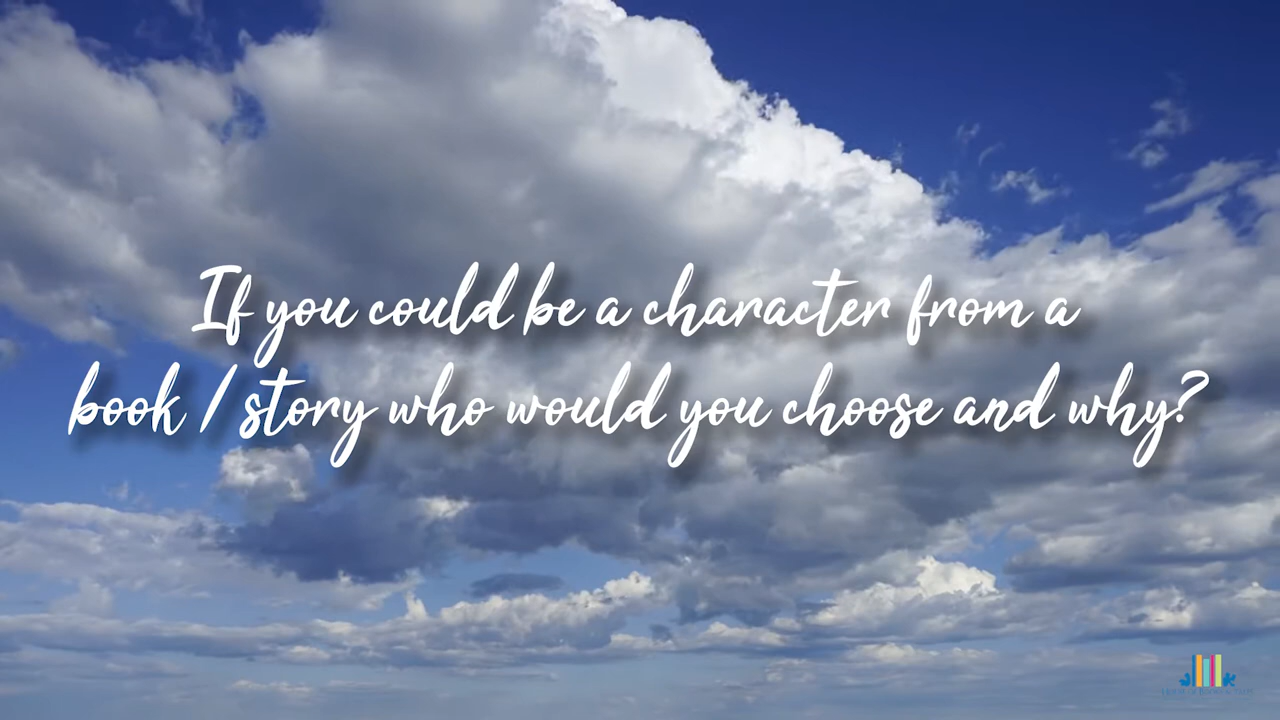 If you could be a character from a
book / story who would you choose and why?